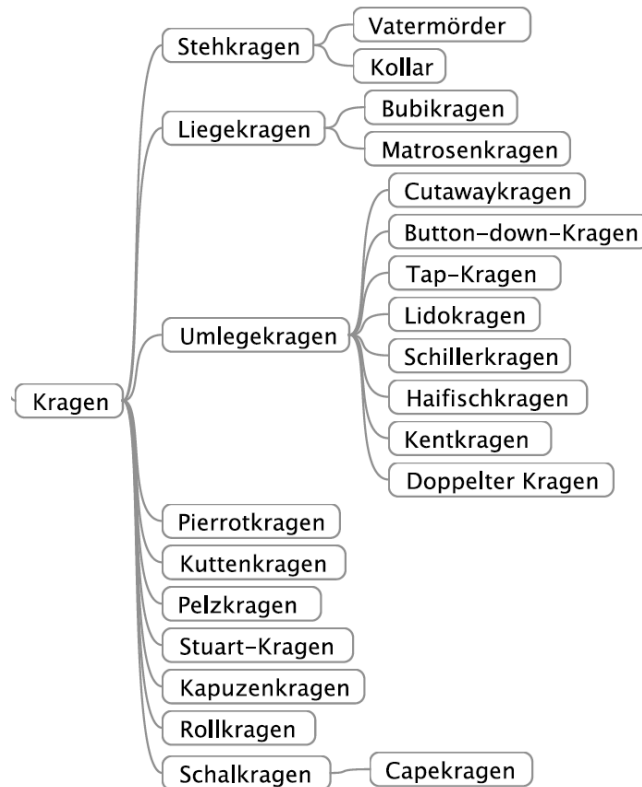 Vatermörder
Stehkragen
Kollar
Bubikragen
Liegekragen
Matrosenkragen
Cutawaykragen
Button-down-Kragen
Tap-Kragen
Lidokragen
Umlegekragen
Schillerkragen
Haifischkragen
Kragen
Kentkragen
Doppelter Kragen
Pierrotkragen
Kuttenkragen
Pelzkragen
Stuart-Kragen
Kapuzenkragen
Rollkragen
Schalkragen
Capekragen